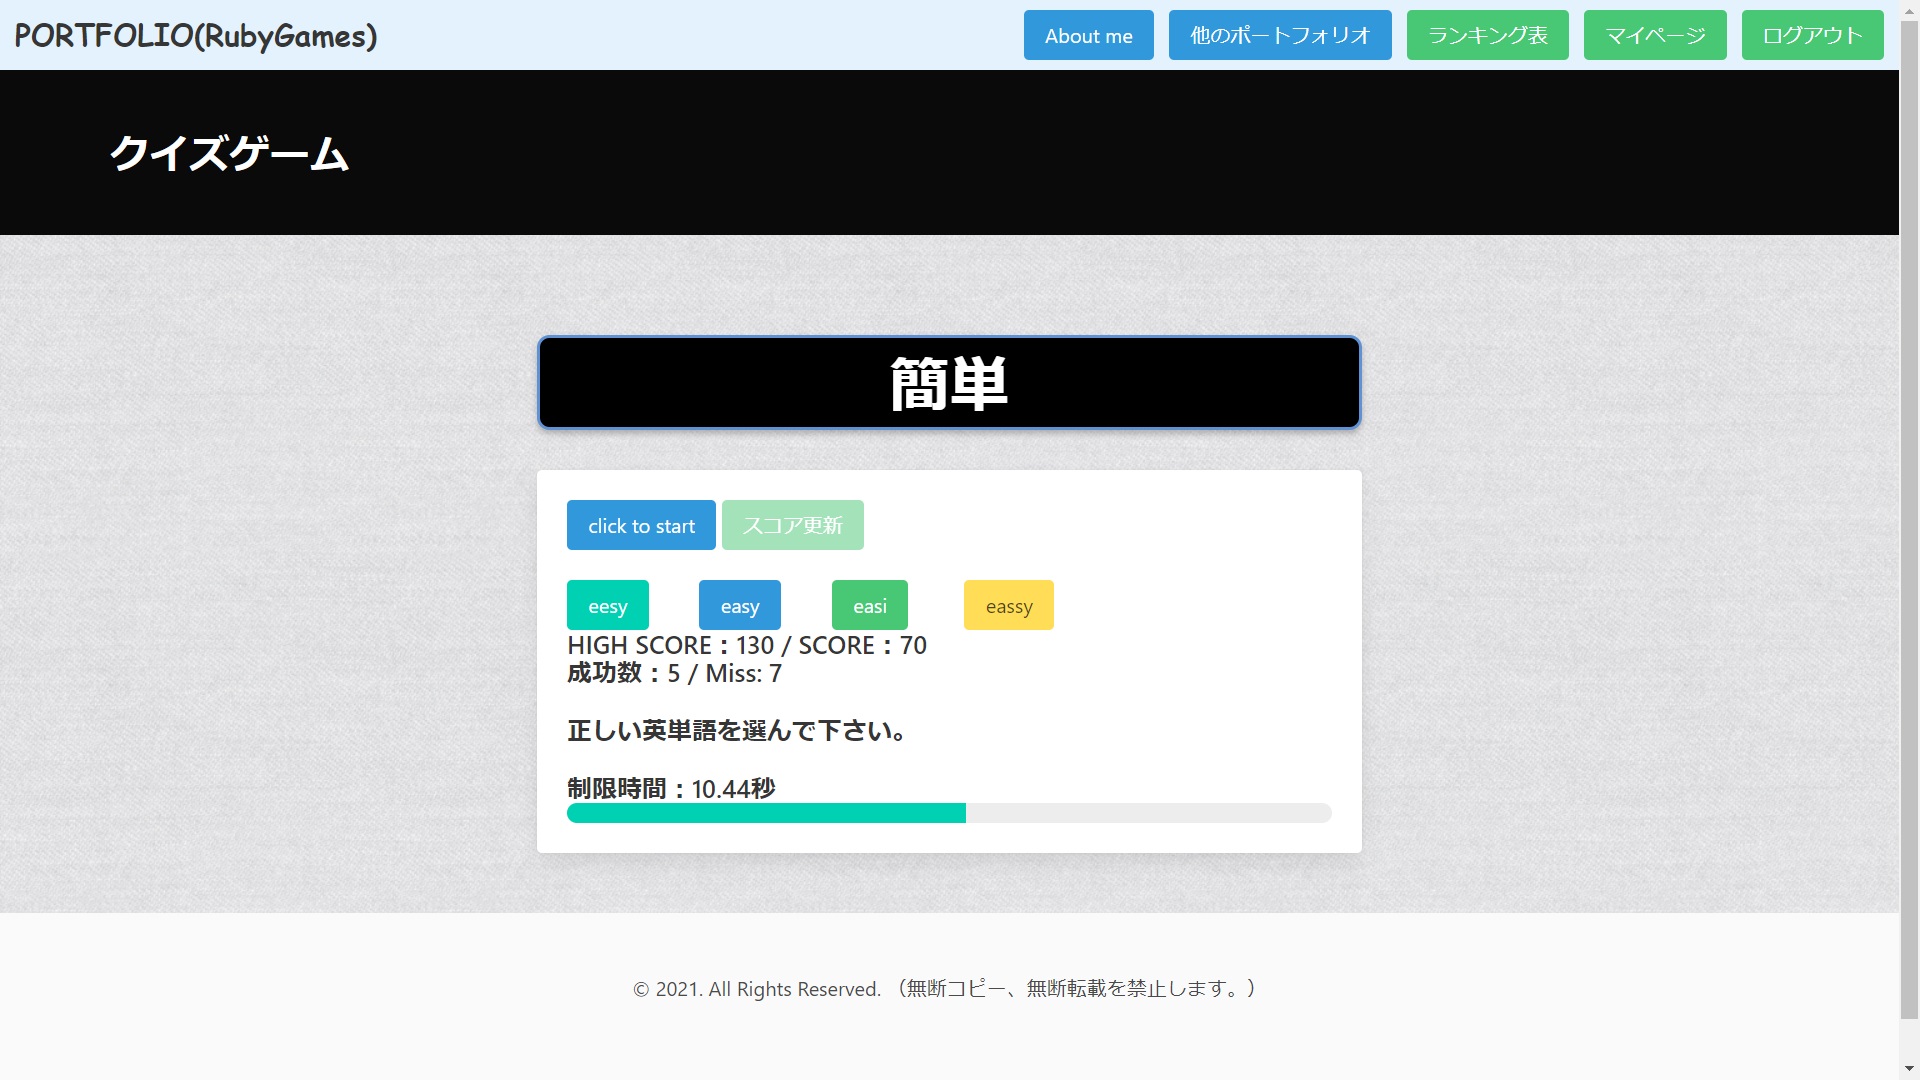 PORTFOLIO(RubyGames) About me 他のポートフォリオ ランキング表 マイページ ログアウト
クイズゲーム
簡単
click to start スコア更新
eesy easy easi eassy
HIGH SCORE：130 / SCORE：70
成功数：5 / Miss: 7
正しい英単語を選んで下さい。
制限時間：10.44秒
© 2021. All Rights Reserved. （無断コピー、無断転載を禁止します。）